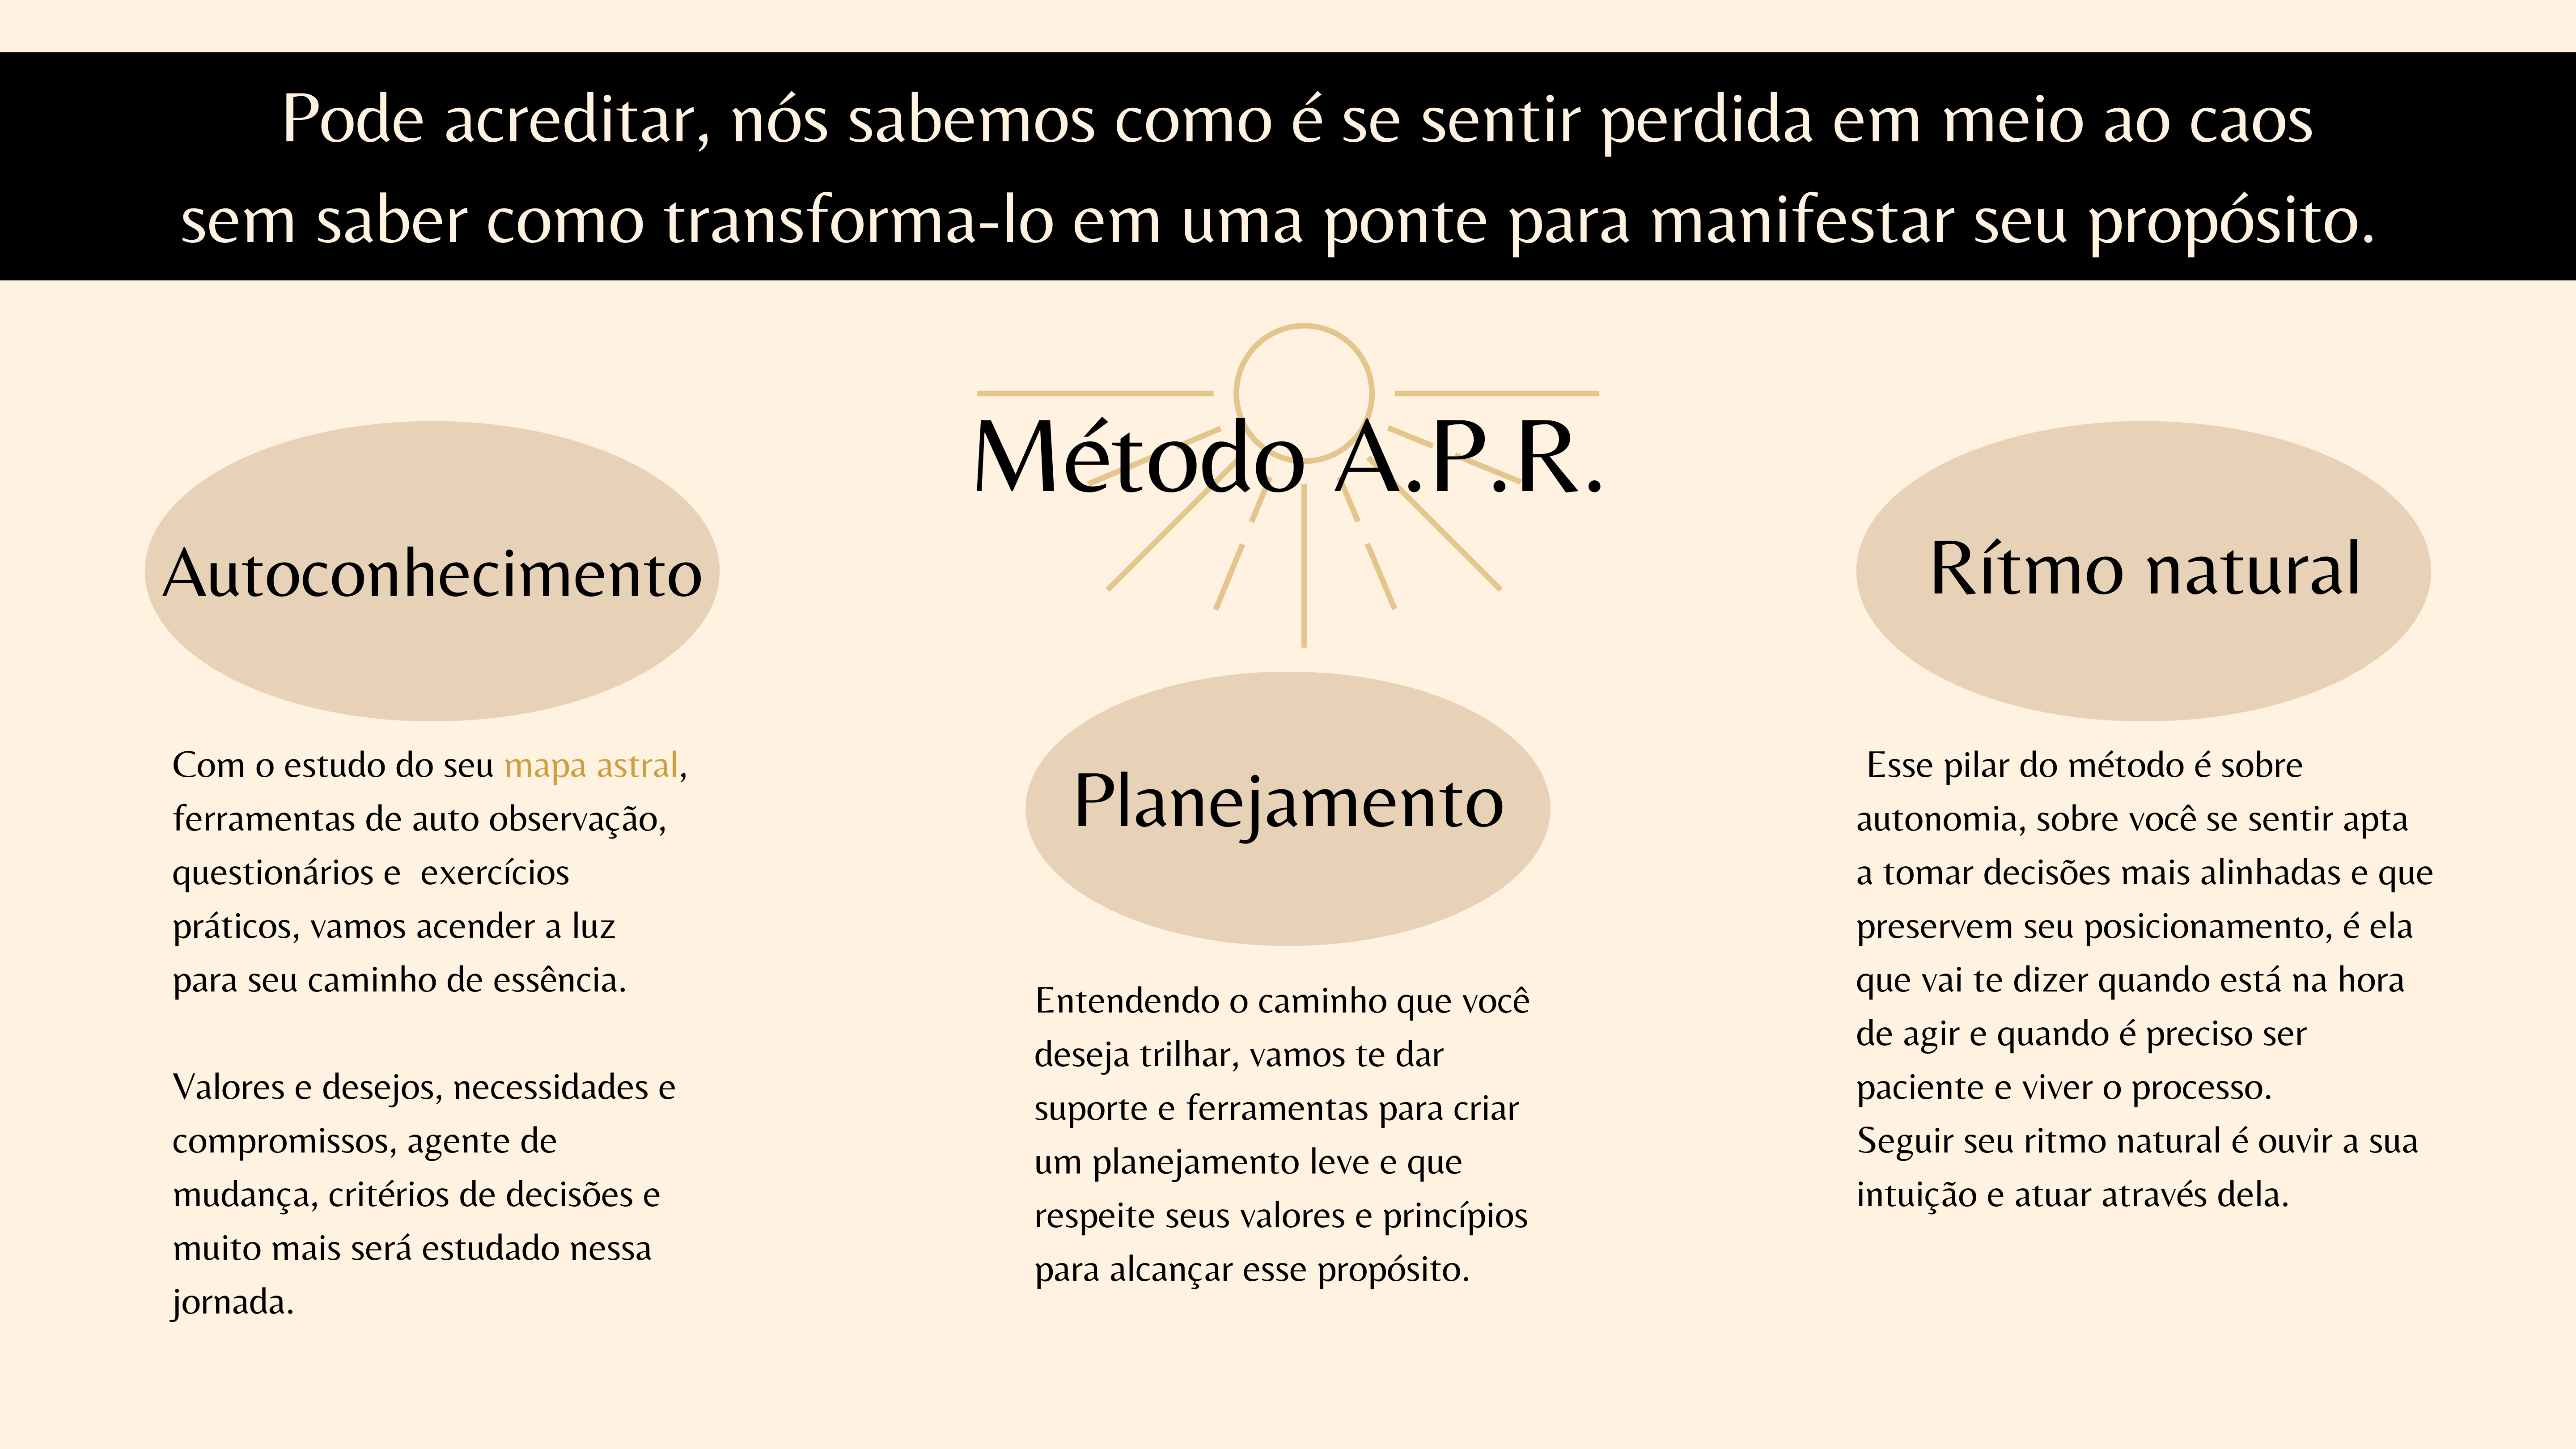 Pode acreditar, nós sabemos como é se sentir perdida em meio ao caos
sem saber como transforma-lo em uma ponte para manifestar seu propósito.
Método A.P.R.
Autoconhecimento
Com o estudo do seu mapa astral,
ferramentas de auto observação,
questionários e  exercícios
práticos, vamos acender a luz
para seu caminho de essência.
Valores e desejos, necessidades e
compromissos, agente de
mudança, critérios de decisões e
muito mais será estudado nessa
jornada.
Planejamento
Entendendo o caminho que você
deseja trilhar, vamos te dar
suporte e ferramentas para criar
um planejamento leve e que
respeite seus valores e princípios
para alcançar esse propósito.
Rítmo natural
Esse pilar do método é sobre
autonomia, sobre você se sentir apta
a tomar decisões mais alinhadas e que
preservem seu posicionamento, é ela
que vai te dizer quando está na hora
de agir e quando é preciso ser
paciente e viver o processo.
Seguir seu ritmo natural é ouvir a sua
intuição e atuar através dela.